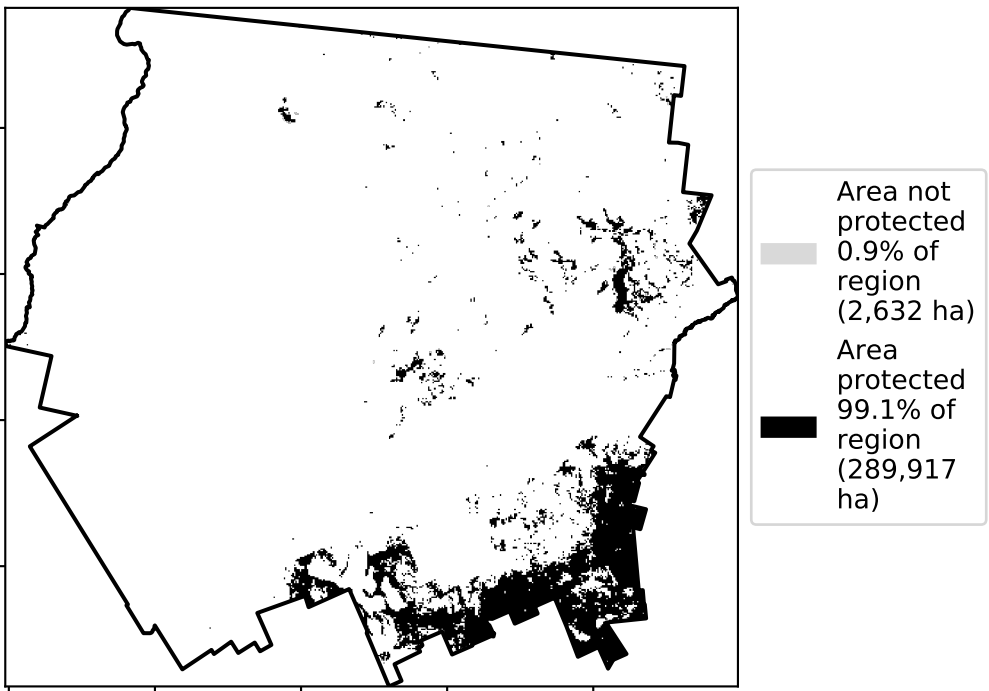 Area not
protected
0.9% of
region
(2,632 ha)
Area
protected
99.1% of
region
(289,917
ha)